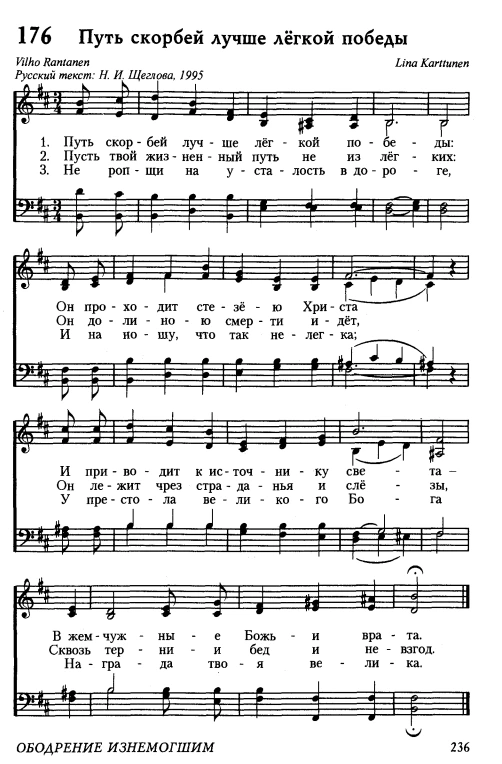 176 Путь скорбей лучше лёгкой победы
Vilho Rantanen
Lina Karttunen
Русский текст: Н. И. Щеглова, 1995
1. Путь скор-бей луч-ше лёг-кой по-бе-ды:
2. Пусть твой жиз-нен-ный путь не из лёг-ких:
3. Не роп-щи на у-ста-лость в до-ро-ге,
Он про-хо-дит сте-зё-ю Хри-ста
Он до-ли-но-ю смер-ти и-дёт,
И на но-шу, что так не-лег-ка;
И при-во-дит к ис-точ-ни-ку све-та –
Он ле-жит чрез стра-да-нья и слё-зы,
У пре-сто-ла ве-ли-ко-го Бо-га
В жем-чуж-ны-е Божь-и вра-та.
Сквозь тер-ни-и бед и не-взгод.
На-гра-да тво-я ве-ли-ка.
ОБОДРЕНИЕ ИЗНЕМОГШИМ
236